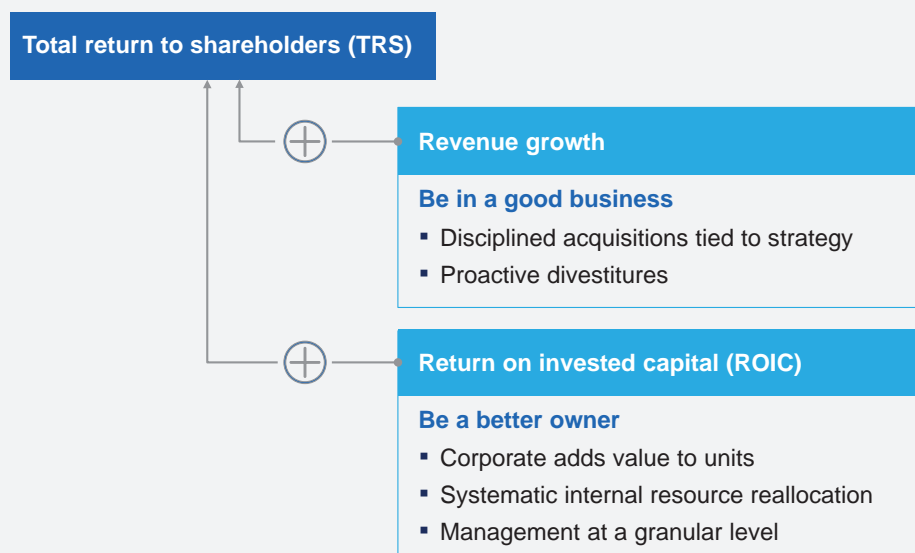 Total return to shareholders (TRS)
Revenue growth
Be in a good business
▪ Disciplined acquisitions tied to strategy
▪ Proactive divestitures
Return on invested capital (ROIC)
Be a better owner
▪ Corporate adds value to units
▪ Systematic internal resource reallocation
▪ Management at a granular level